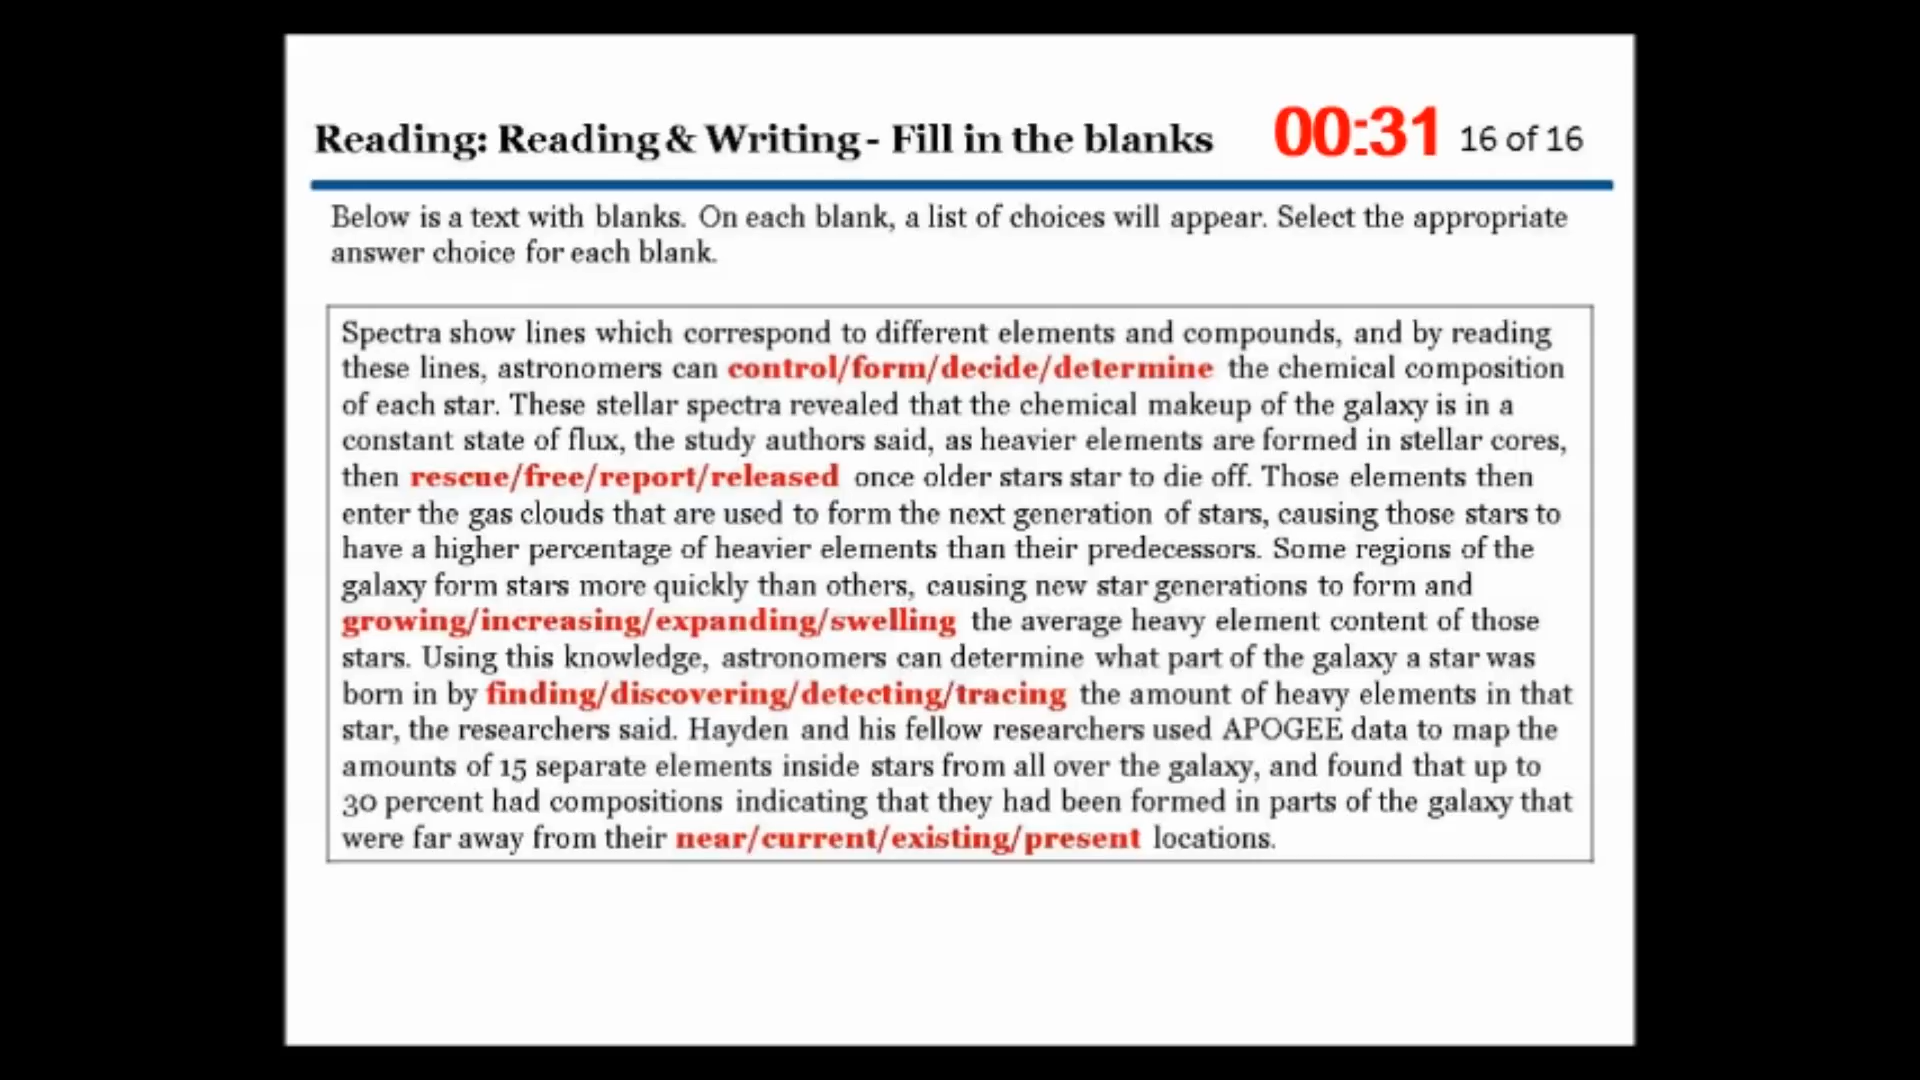 Reading: Reading & Writing - Fill in the blanks 00:31 16 of 16
Below is a text with blanks. On each blank, a list of choices will appear. Select the appropriate
answer choice for each blank.
Spectra show lines which correspond to different elements and compounds, and by reading
these lines, astronomers can control/form/decide/determine the chemical composition
of each star. These stellar spectra revealed that the chemical makeup of the galaxy is in a
constant state of flux, the study authors said, as heavier elements are formed in stellar cores,
then rescue/free/report/released once older stars star to die off. Those elements then
enter the gas clouds that are used to form the next generation of stars, causing those stars to
have a higher percentage of heavier elements than their predecessors. Some regions of the
galaxy form stars more quickly than others, causing new star generations to form and
growing/increasing/expanding/swelling the average heavy element content of those
stars. Using this knowledge, astronomers can determine what part of the galaxy a star was
born in by finding/discovering/detecting/tracing the amount of heavy elements in that
star, the researchers said. Hayden and his fellow researchers used APOGEE data to map the
amounts of 15 separate elements inside stars from all over the galaxy, and found that up to
30 percent had compositions indicating that they had been formed in parts of the galaxy that
were far away from their near/current/existing/present locations.